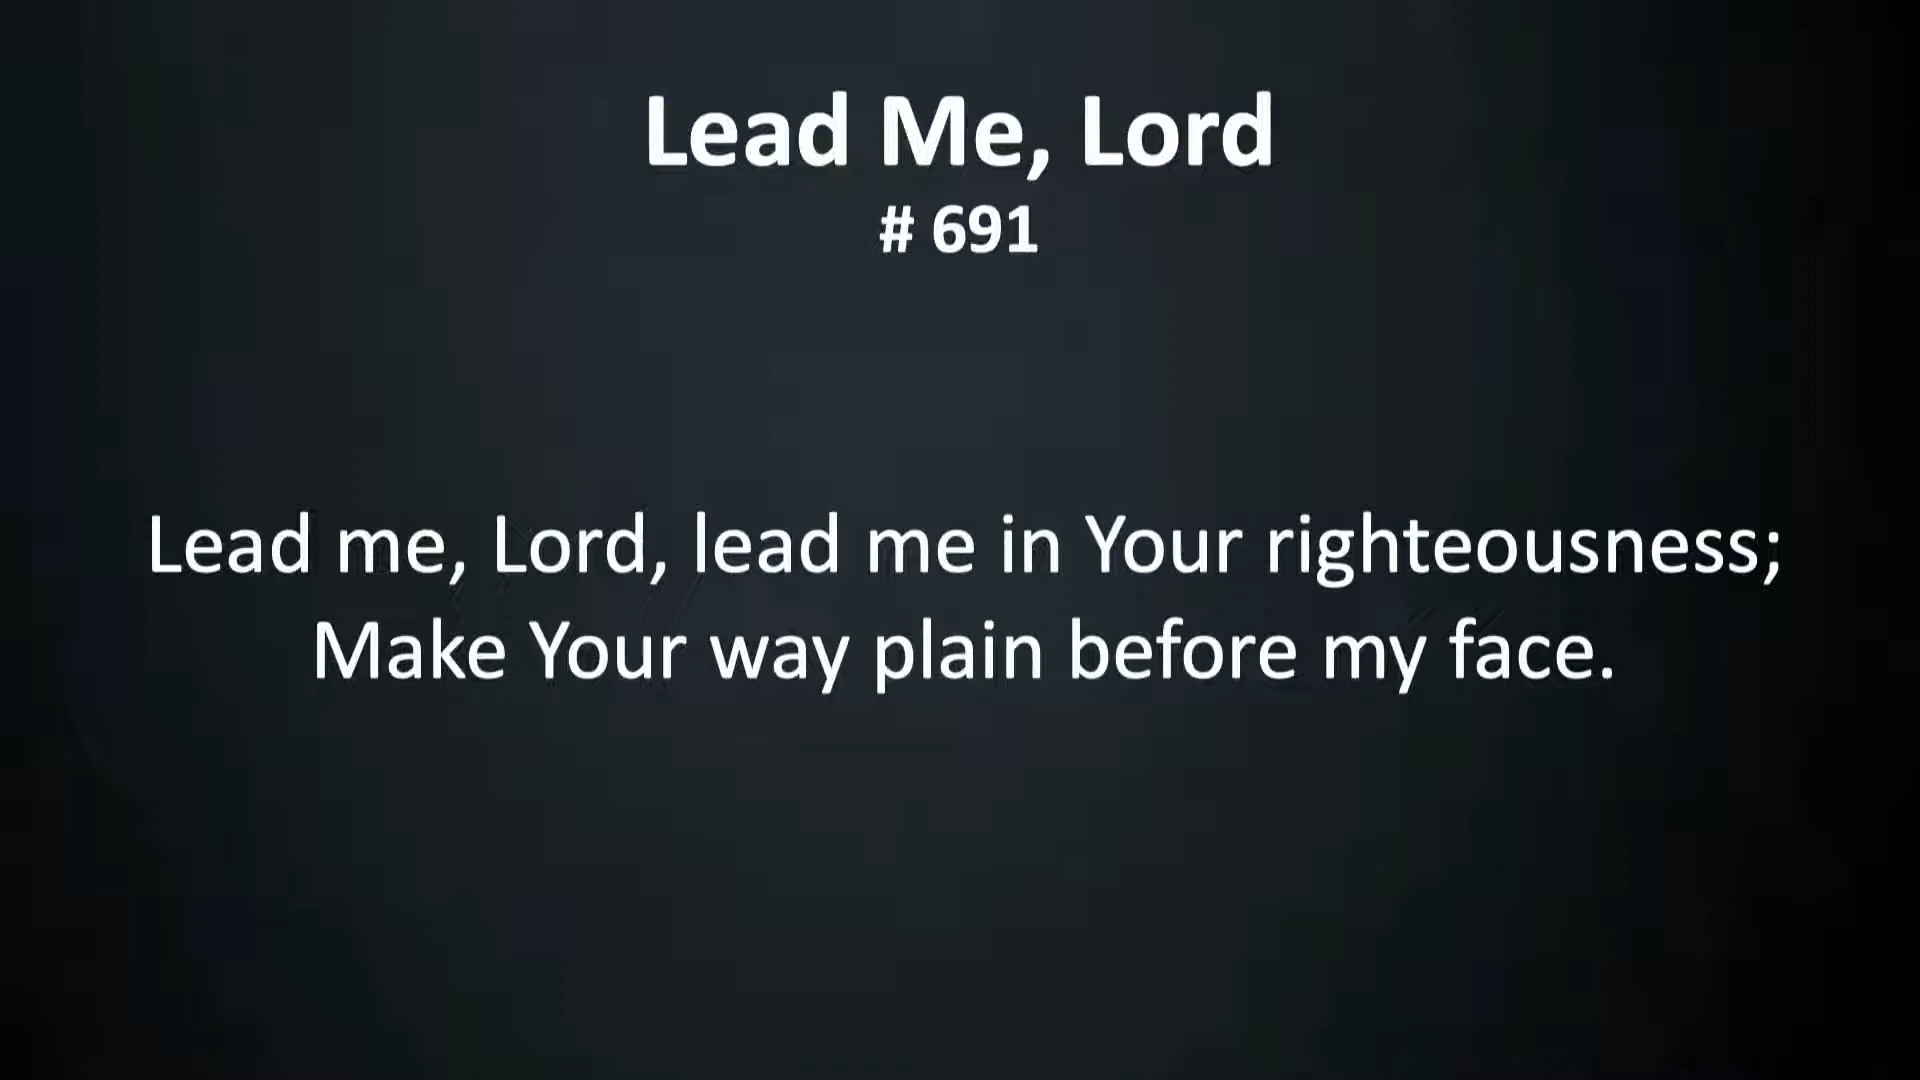 Lead Me, Lord
# 691
Lead me, Lord, lead me in Your righteousness;
Make Your way plain before my face.